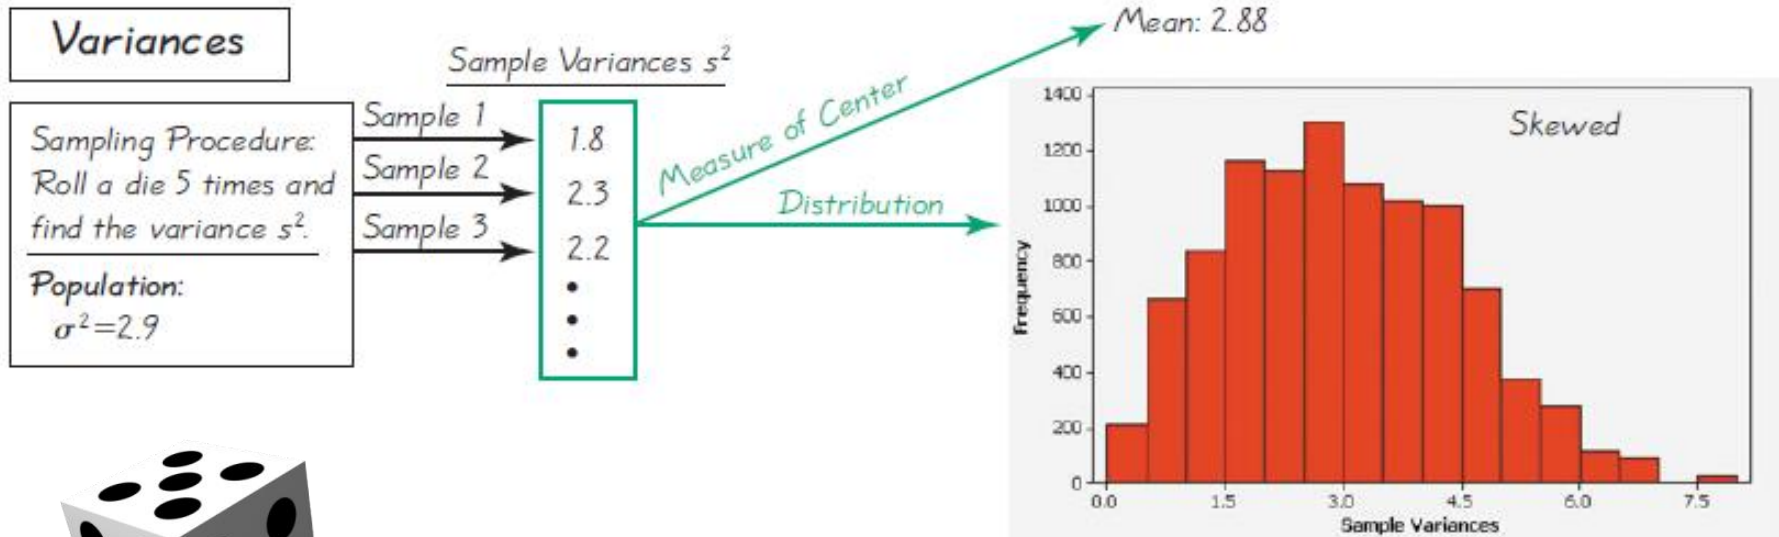 Variances
Sampling Procedure:
Roll a die 5 times and
find the variance s².
Population:
σ²=2.9
Sample 1
Sample 2
Sample 3
Sample Variances s²
1.8
2.3
2.2
Measure of Center
Distribution
Mean: 2.88
Skewed
Frequency
1400
1200
1000
800
600
400
200
0
0.0 1.5 3.0 4.5 6.0 7.5
Sample Variances